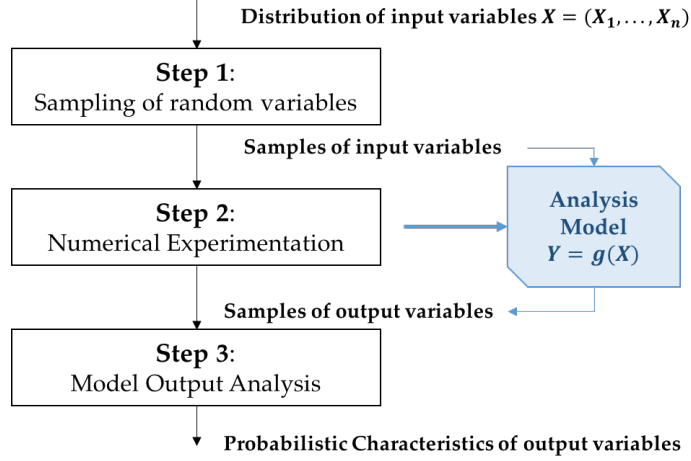 Distribution of input variables X = (X₁,…, Xₙ)
Step 1:
Sampling of random variables
Samples of input variables
Analysis
Model
Y = g(X)
Step 2:
Numerical Experimentation
Samples of output variables
Step 3:
Model Output Analysis
Probabilistic Characteristics of output variables